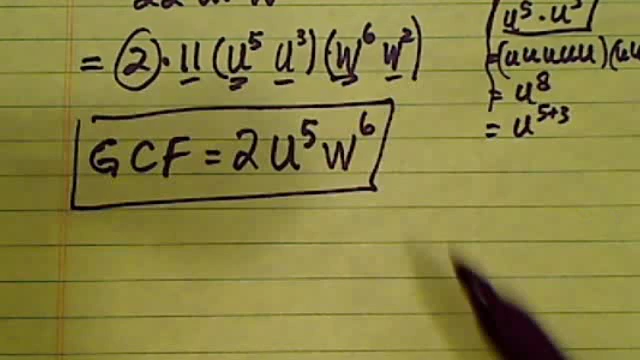 = 2 · 11 (u⁵ u³)(w⁶ w²)
GCF = 2u⁵w⁶
u⁵ · u³
= (uuuuu)(uu
= u⁸
= u⁵⁺³